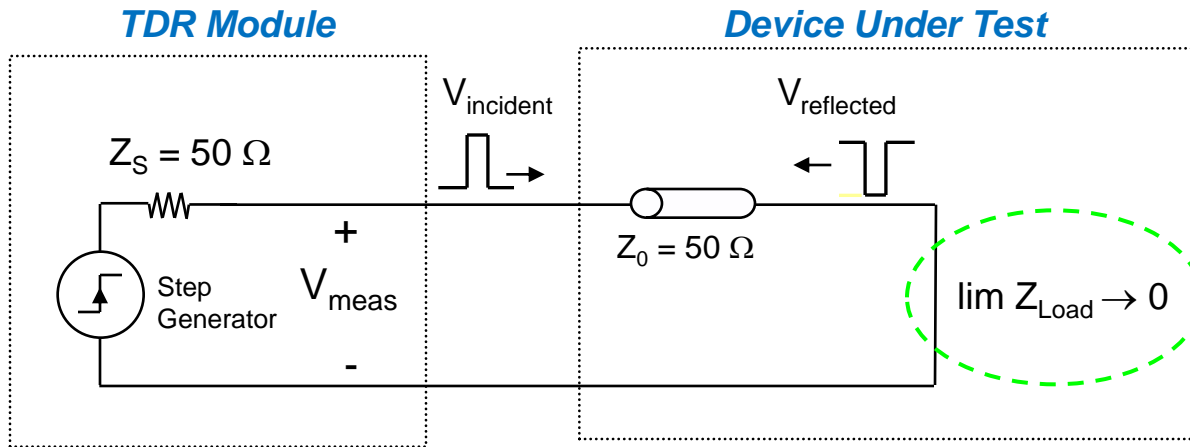 TDR Module
Device Under Test
V_incident
V_reflected
Z_S = 50 Ω
Z_0 = 50 Ω
+
V_meas
-
Step
Generator
lim Z_Load → 0